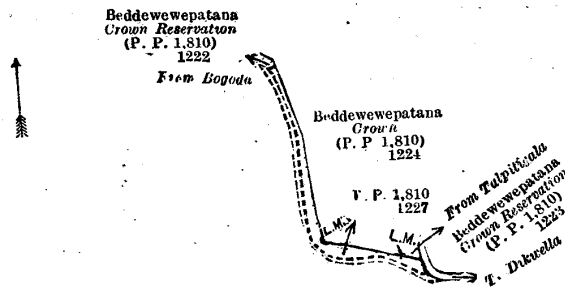 Beddewewepatana
Crown Reservation
(P. P. 1,810)
1222
From Bogoda
Beddewewepatana
Crown
(P. P 1,810)
1224
T. P. 1,810
1227
L.M.
L.M.
From Talpitigala
Beddewewepatana
Crown Reservation
(P. P. 1,810)
1223
T. Dikwella